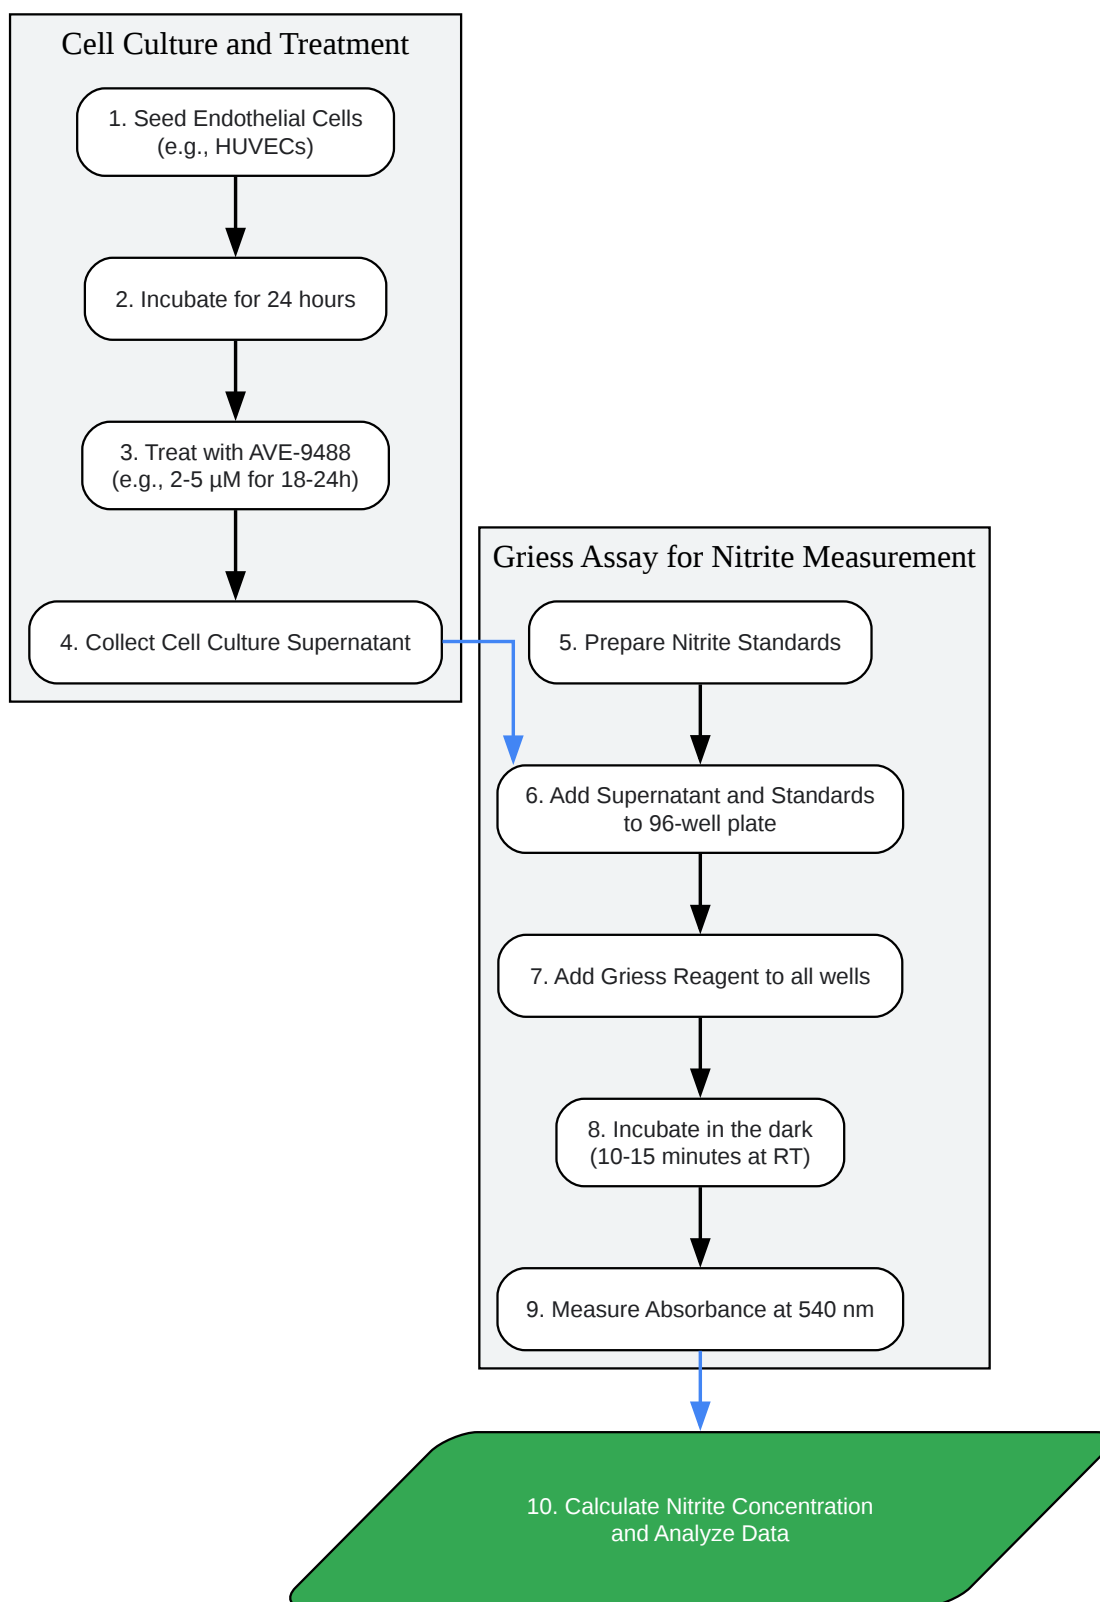 Cell Culture and Treatment
1. Seed Endothelial Cells
(e.g., HUVECs)
2. Incubate for 24 hours
3. Treat with AVE-9488
(e.g., 2-5 µM for 18-24h)
4. Collect Cell Culture Supernatant
Griess Assay for Nitrite Measurement
5. Prepare Nitrite Standards
6. Add Supernatant and Standards
to 96-well plate
7. Add Griess Reagent to all wells
8. Incubate in the dark
(10-15 minutes at RT)
9. Measure Absorbance at 540 nm
10. Calculate Nitrite Concentration
and Analyze Data